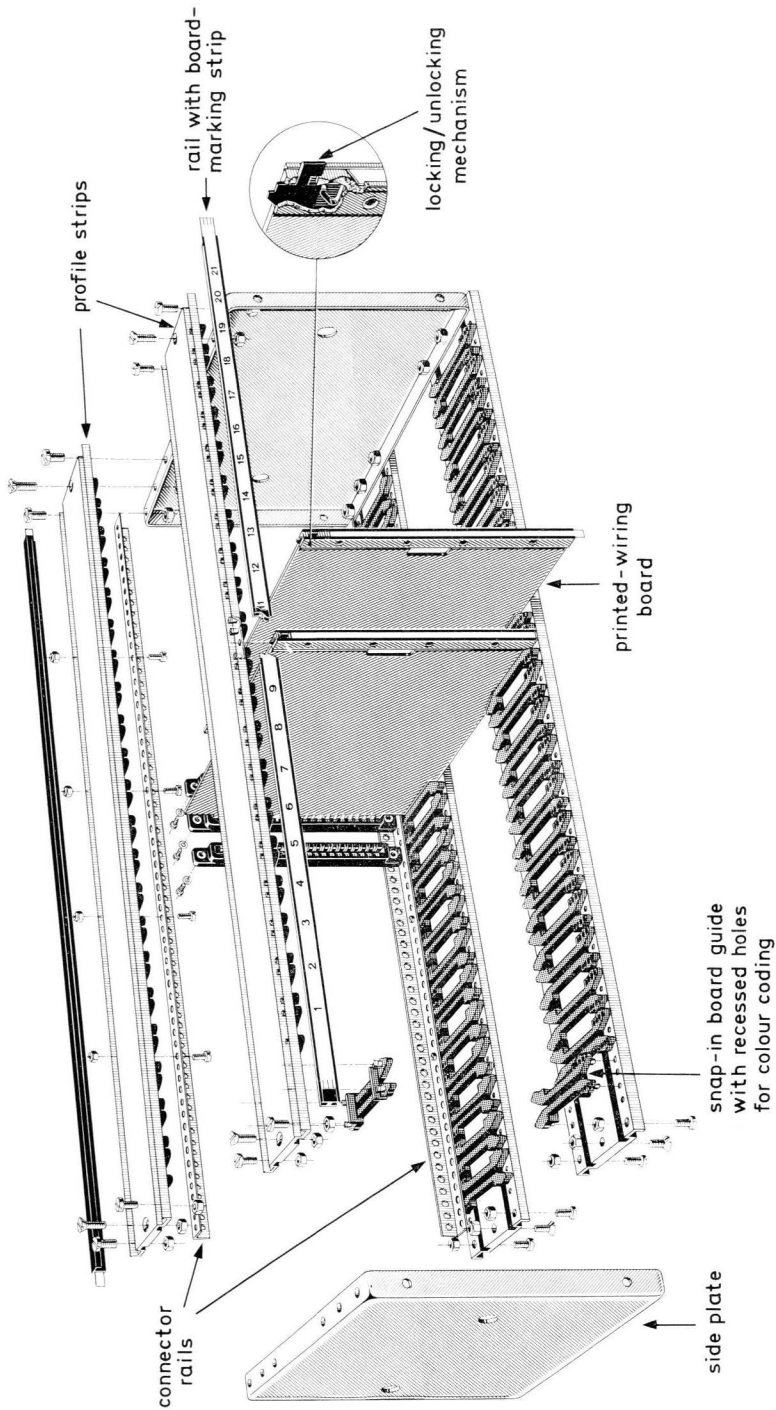 profile strips
rail with board-
marking strip
locking/unlocking
mechanism
1 2 3 4 5 6 7 8 9
11 12 13 14 15 16 17 18 19 20 21
connector
rails
printed-wiring
board
snap-in board guide
with recessed holes
for colour coding
side plate